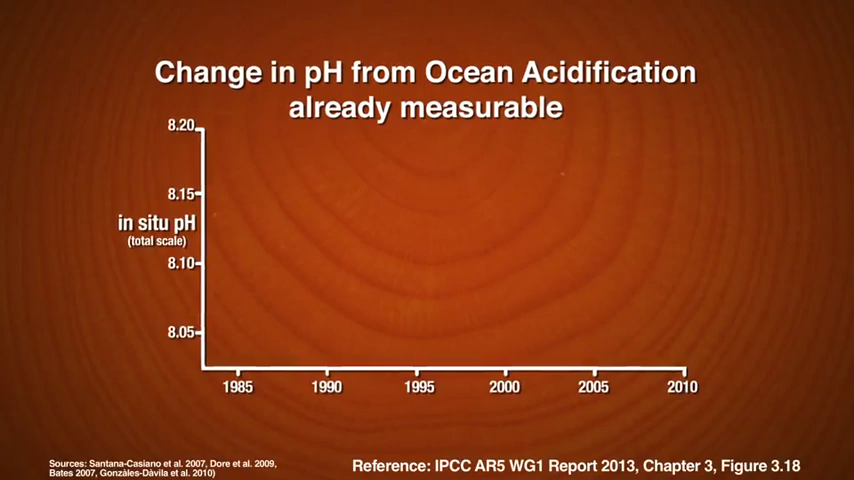 Change in pH from Ocean Acidification
already measurable
8.20
8.15
in situ pH
(total scale)
8.10
8.05
1985 1990 1995 2000 2005 2010
Sources: Santana-Casiano et al. 2007, Dore et al. 2009,
Bates 2007, Gonzàles-Dàvila et al. 2010)
Reference: IPCC AR5 WG1 Report 2013, Chapter 3, Figure 3.18